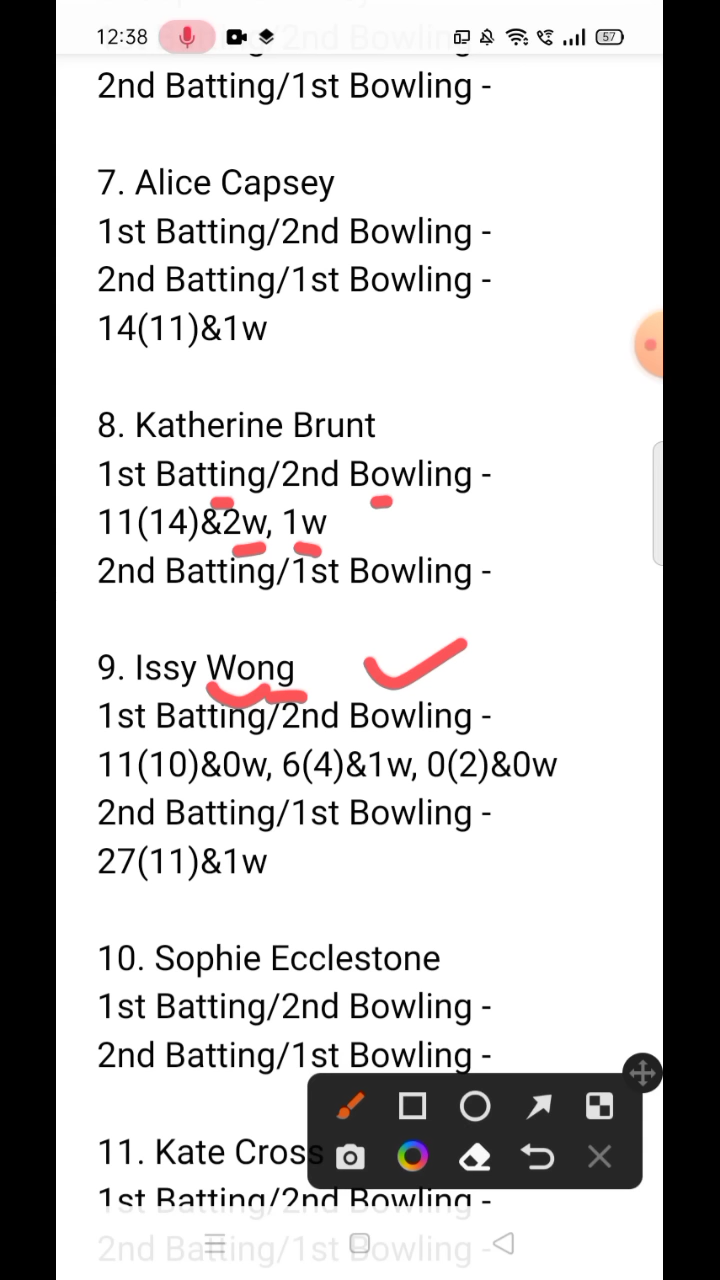 12:38
57
2nd Bowling -
2nd Batting/1st Bowling -
7. Alice Capsey
1st Batting/2nd Bowling -
2nd Batting/1st Bowling -
14(11)&1w
8. Katherine Brunt
1st Batting/2nd Bowling -
11(14)&2w, 1w
2nd Batting/1st Bowling -
9. Issy Wong
1st Batting/2nd Bowling -
11(10)&0w, 6(4)&1w, 0(2)&0w
2nd Batting/1st Bowling -
27(11)&1w
10. Sophie Ecclestone
1st Batting/2nd Bowling -
2nd Batting/1st Bowling -
11. Kate Cross
1st Batting/2nd Bowling -
2nd Batting/1st Bowling -